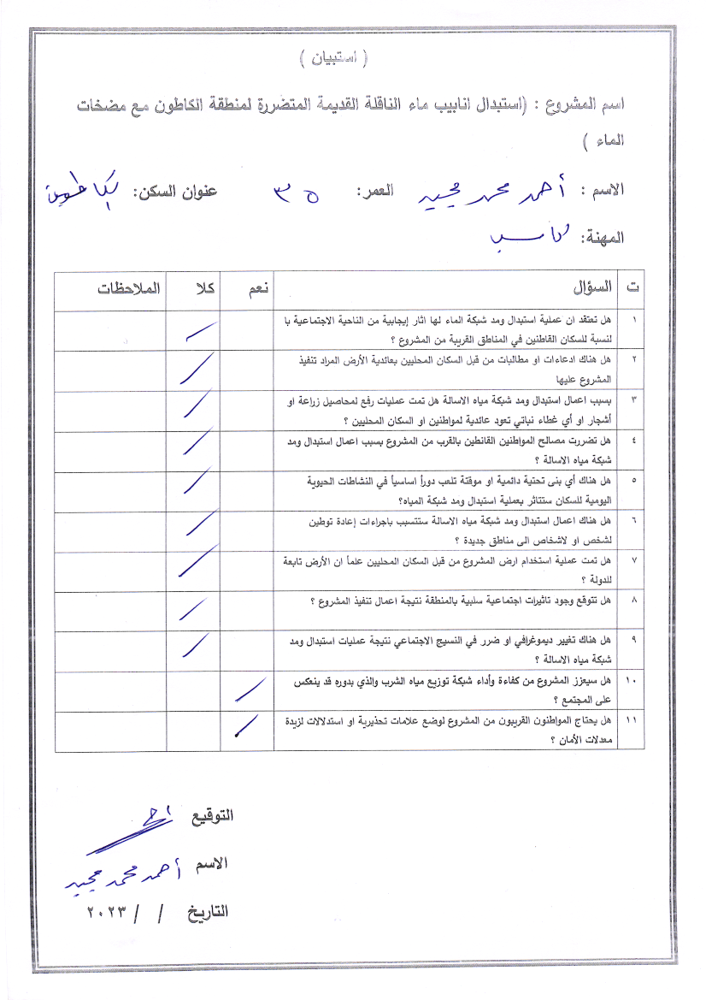 ( استبيان )
اسم المشروع : (استبدال انابيب ماء الناقلة القديمة المتضررة لمنطقة الكاطون مع مضخات
الماء )
الاسم : أحمد محمد مجيد العمر: ٣٥ عنوان السكن: الكاطون
المهنة: كاسب
ت السؤال نعم كلا الملاحظات
١ هل تعتقد ان عملية استبدال ومد شبكة الماء لها اثار إيجابية من الناحية الاجتماعية با
لنسبة للسكان القاطنين في المناطق القريبة من المشروع ؟
٢ هل هناك ادعاءات او مطالبات من قبل السكان المحليين بعائدية الأرض المراد تنفيذ
المشروع عليها
٣ بسبب اعمال استبدال ومد شبكة مياه الاسالة هل تمت عمليات رفع لمحاصيل زراعة او
أشجار او أي غطاء نباتي تعود عائدية لمواطنين او السكان المحليين ؟
٤ هل تضررت مصالح المواطنين القانطين بالقرب من المشروع بسبب اعمال استبدال ومد
شبكة مياه الاسالة ؟
٥ هل هناك أي بنى تحتية دائمية او موقتة تلعب دوراً اساسياً في النشاطات الحيوية
اليومية للسكان ستتاثر بعملية استبدال ومد شبكة المياه؟
٦ هل هناك اعمال استبدال ومد شبكة مياه الاسالة ستتسبب باجراءات إعادة توطين
لشخص او لاشخاص الى مناطق جديدة ؟
٧ هل تمت عملية استخدام ارض المشروع من قبل السكان المحليين علماً ان الأرض تابعة
للدولة ؟
٨ هل تتوقع وجود تاثيرات اجتماعية سلبية بالمنطقة نتيجة اعمال تنفيذ المشروع ؟
٩ هل هناك تغيير ديموغرافي او ضرر في النسيج الاجتماعي نتيجة عمليات استبدال ومد
شبكة مياه الاسالة ؟
١٠ هل سيعزز المشروع من كفاءة وأداء شبكة توزيع مياه الشرب والذي بدوره قد ينعكس
على المجتمع ؟
١١ هل يحتاج المواطنون القريبون من المشروع لوضع علامات تحذيرية او استدلالات لزيدة
معدلات الأمان ؟
التوقيع
الاسم أحمد محمد مجيد
التاريخ / / ٢٠٢٣